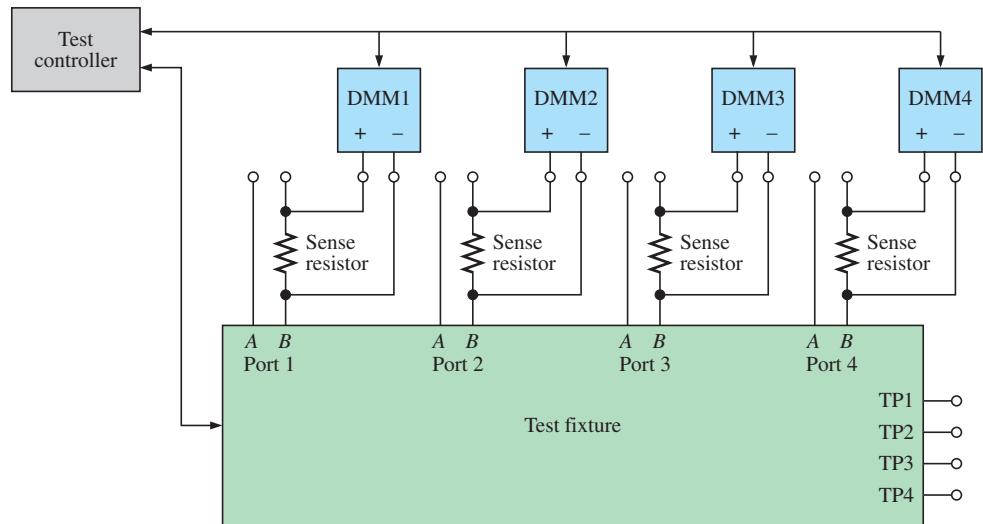 Test
controller
DMM1
+ –
DMM2
+ –
DMM3
+ –
DMM4
+ –
Sense
resistor
Sense
resistor
Sense
resistor
Sense
resistor
A B
Port 1
A B
Port 2
A B
Port 3
A B
Port 4
TP1
Test fixture
TP2
TP3
TP4